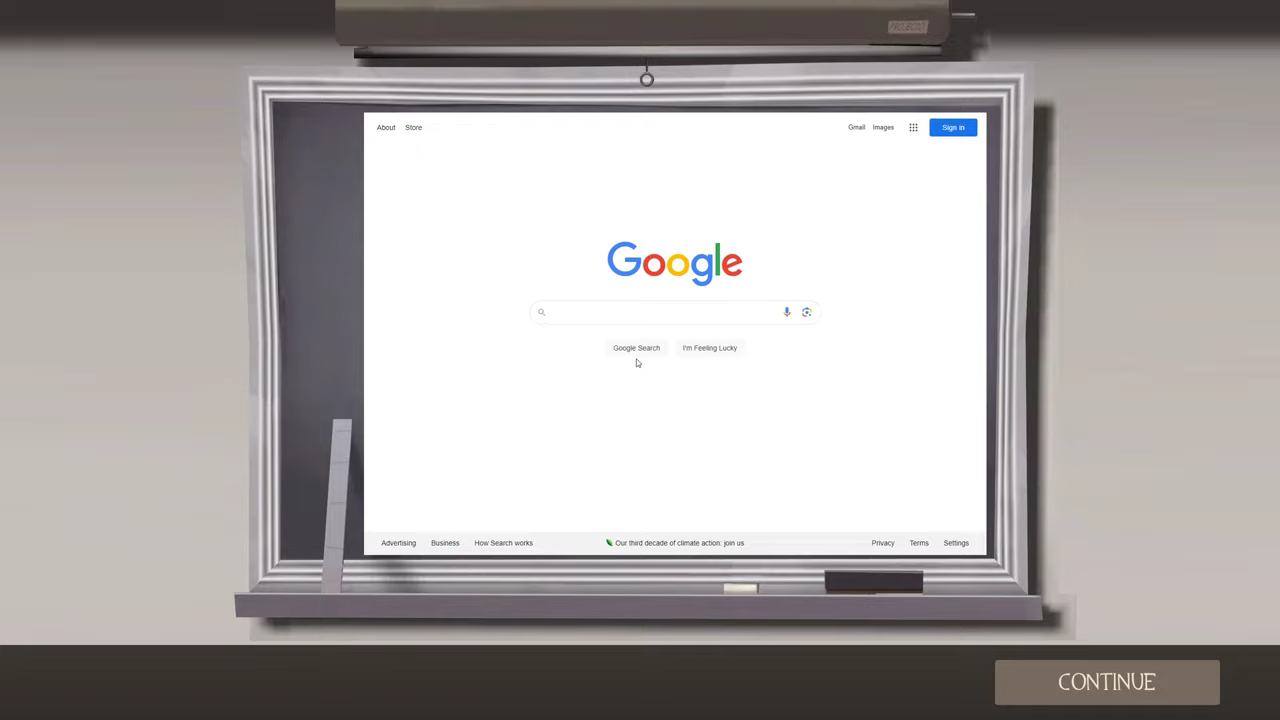 PROJECTO
About Store
Gmail Images Sign in
Google
Google Search I'm Feeling Lucky
Advertising Business How Search works
Our third decade of climate action: join us
Privacy Terms Settings
CONTINUE